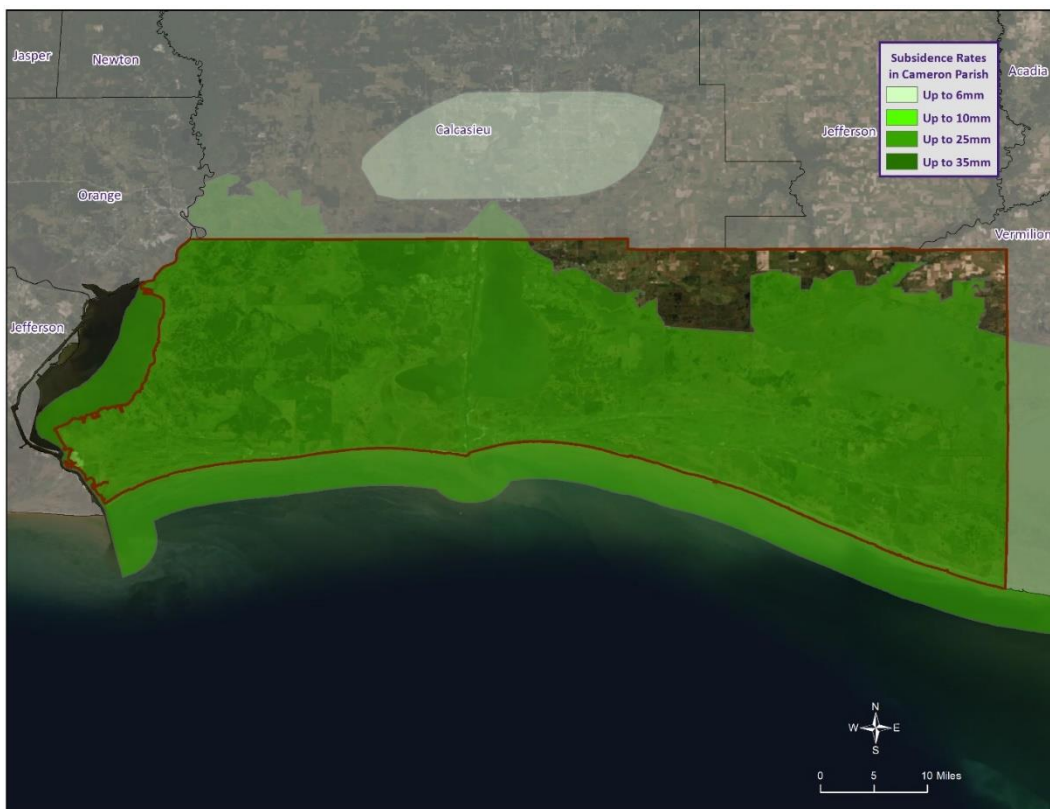 Jasper
Newton
Subsidence Rates
in Cameron Parish
Up to 6mm
Up to 10mm
Up to 25mm
Up to 35mm
Acadia
Calcasieu
Jefferson
Orange
Vermilion
Jefferson
N
W E
S
0 5 10 Miles